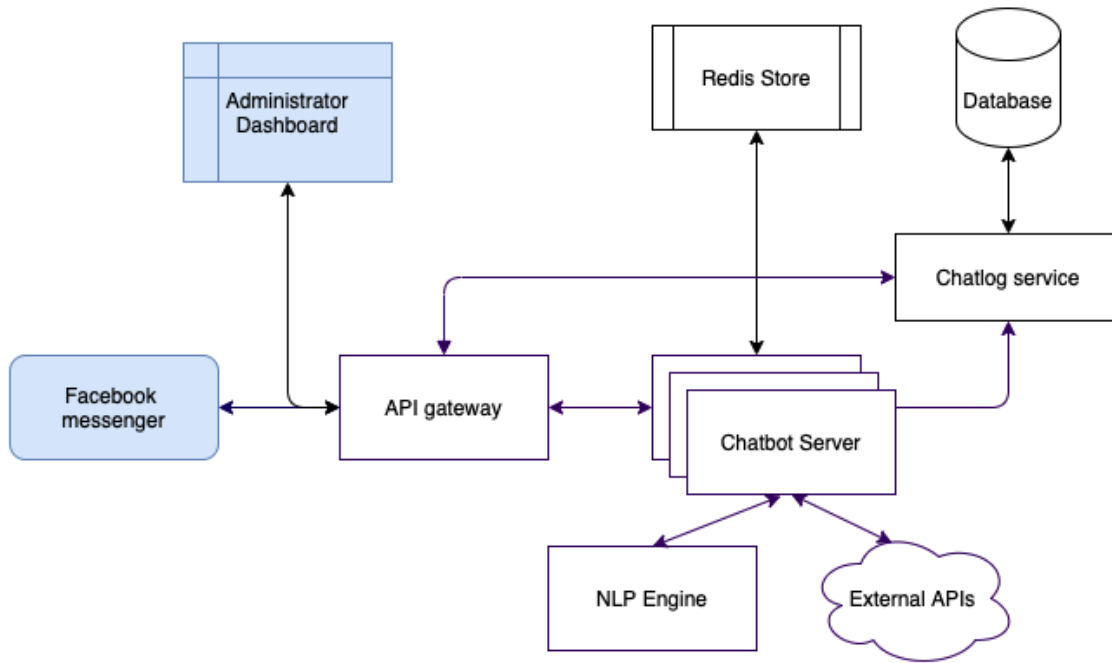 Administrator
Dashboard
Redis Store
Database
Chatlog service
Facebook
messenger
API gateway
Chatbot Server
NLP Engine
External APIs